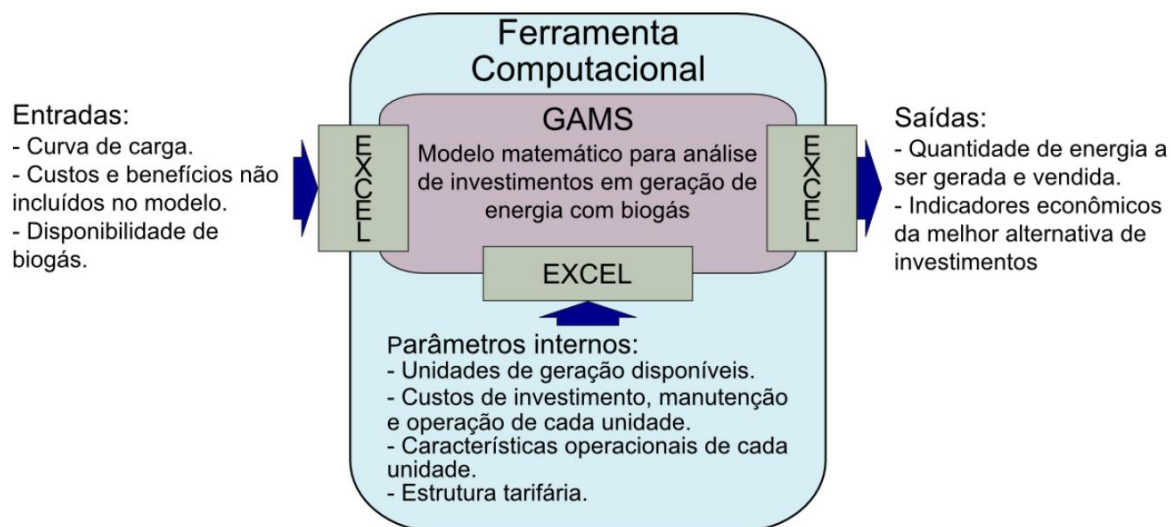 Ferramenta
Computacional
GAMS
Modelo matemático para análise
de investimentos em geração de
energia com biogás
Entradas:
- Curva de carga.
- Custos e benefícios não
incluídos no modelo.
- Disponibilidade de
biogás.
EXCEL
EXCEL
EXCEL
Saídas:
- Quantidade de energia a
ser gerada e vendida.
- Indicadores econômicos
da melhor alternativa de
investimentos
Parâmetros internos:
- Unidades de geração disponíveis.
- Custos de investimento, manutenção
e operação de cada unidade.
- Características operacionais de cada
unidade.
- Estrutura tarifária.